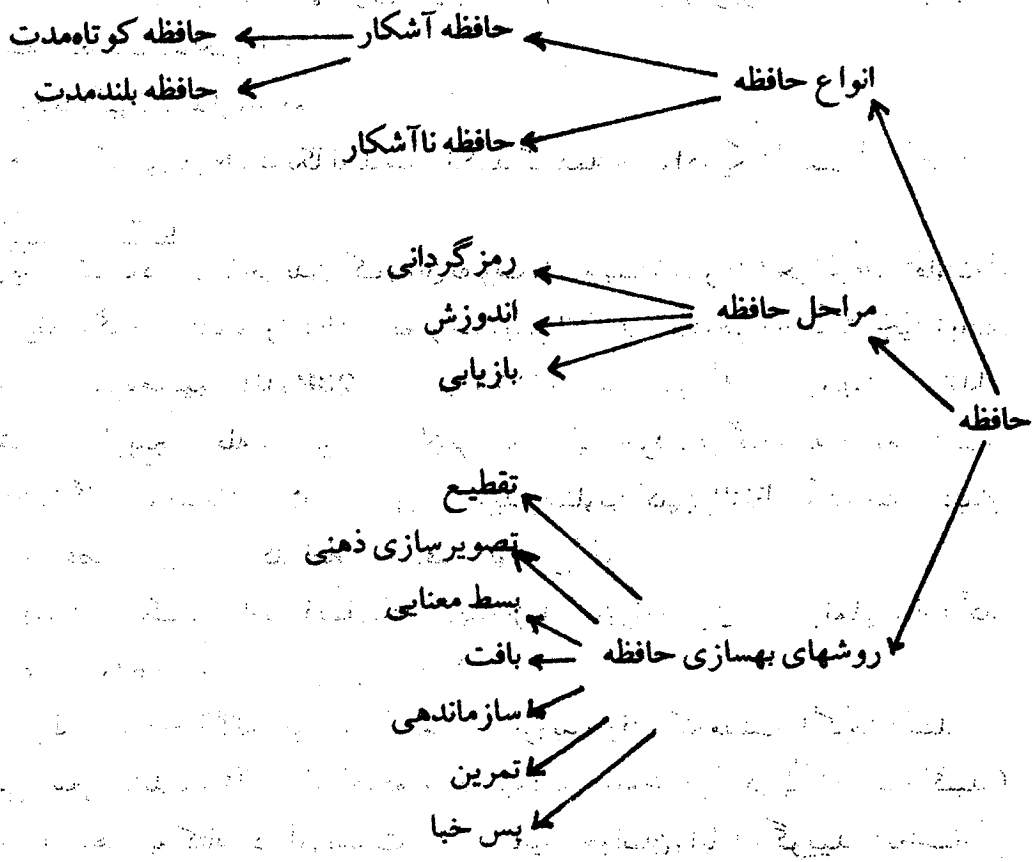 حافظه
انواع حافظه
حافظه آشکار
حافظه کوتاه‌مدت
حافظه بلندمدت
حافظه ناآشکار
مراحل حافظه
رمزگردانی
اندوزش
بازیابی
روشهای بهسازی حافظه
تقطیع
تصویرسازی ذهنی
بسط معنایی
بافت
سازماندهی
تمرین
پس خبا